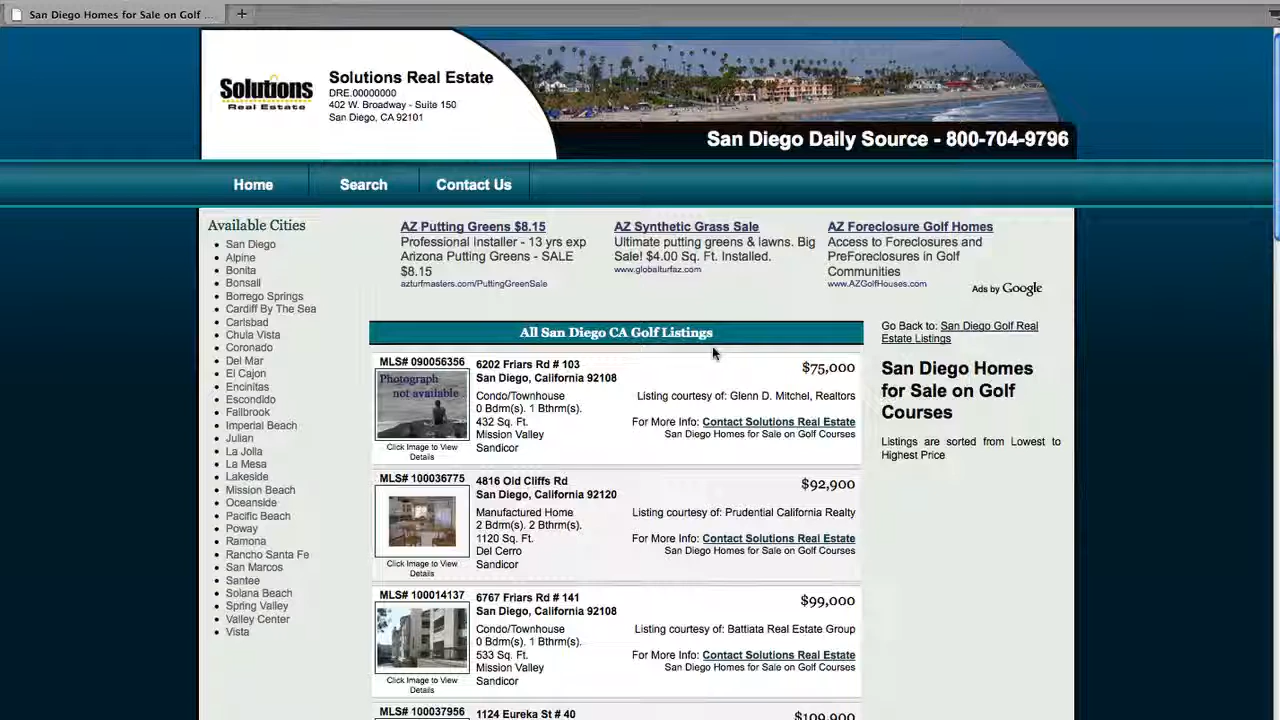 San Diego Homes for Sale on Golf ...
Solutions
Real Estate
Solutions Real Estate
DRE.00000000
402 W. Broadway - Suite 150
San Diego, CA 92101
San Diego Daily Source - 800-704-9796
Home
Search
Contact Us
Available Cities
San Diego
Alpine
Bonita
Bonsall
Borrego Springs
Cardiff By The Sea
Carlsbad
Chula Vista
Coronado
Del Mar
El Cajon
Encinitas
Escondido
Fallbrook
Imperial Beach
Julian
La Jolla
La Mesa
Lakeside
Mission Beach
Oceanside
Pacific Beach
Poway
Ramona
Rancho Santa Fe
San Marcos
Santee
Solana Beach
Spring Valley
Valley Center
Vista
AZ Putting Greens $8.15
Professional Installer - 13 yrs exp
Arizona Putting Greens - SALE
$8.15
azturfmasters.com/PuttingGreenSale
AZ Synthetic Grass Sale
Ultimate putting greens & lawns. Big
Sale! $4.00 Sq. Ft. Installed.
www.globalturfaz.com
AZ Foreclosure Golf Homes
Access to Foreclosures and
PreForeclosures in Golf
Communities
www.AZGolfHouses.com
Ads by Google
All San Diego CA Golf Listings
MLS# 090056356
Photograph
not available
Click Image to View
Details
6202 Friars Rd # 103
San Diego, California 92108
Condo/Townhouse
0 Bdrm(s). 1 Bthrm(s).
432 Sq. Ft.
Mission Valley
Sandicor
$75,000
Listing courtesy of: Glenn D. Mitchel, Realtors
For More Info: Contact Solutions Real Estate
San Diego Homes for Sale on Golf Courses
MLS# 100036775
Click Image to View
Details
4816 Old Cliffs Rd
San Diego, California 92120
Manufactured Home
2 Bdrm(s). 2 Bthrm(s).
1120 Sq. Ft.
Del Cerro
Sandicor
$92,900
Listing courtesy of: Prudential California Realty
For More Info: Contact Solutions Real Estate
San Diego Homes for Sale on Golf Courses
MLS# 100014137
Click Image to View
Details
6767 Friars Rd # 141
San Diego, California 92108
Condo/Townhouse
0 Bdrm(s). 1 Bthrm(s).
533 Sq. Ft.
Mission Valley
Sandicor
$99,000
Listing courtesy of: Battiata Real Estate Group
For More Info: Contact Solutions Real Estate
San Diego Homes for Sale on Golf Courses
MLS# 100037956
1124 Eureka St # 40
$109,900
Go Back to: San Diego Golf Real
Estate Listings
San Diego Homes
for Sale on Golf
Courses
Listings are sorted from Lowest to
Highest Price